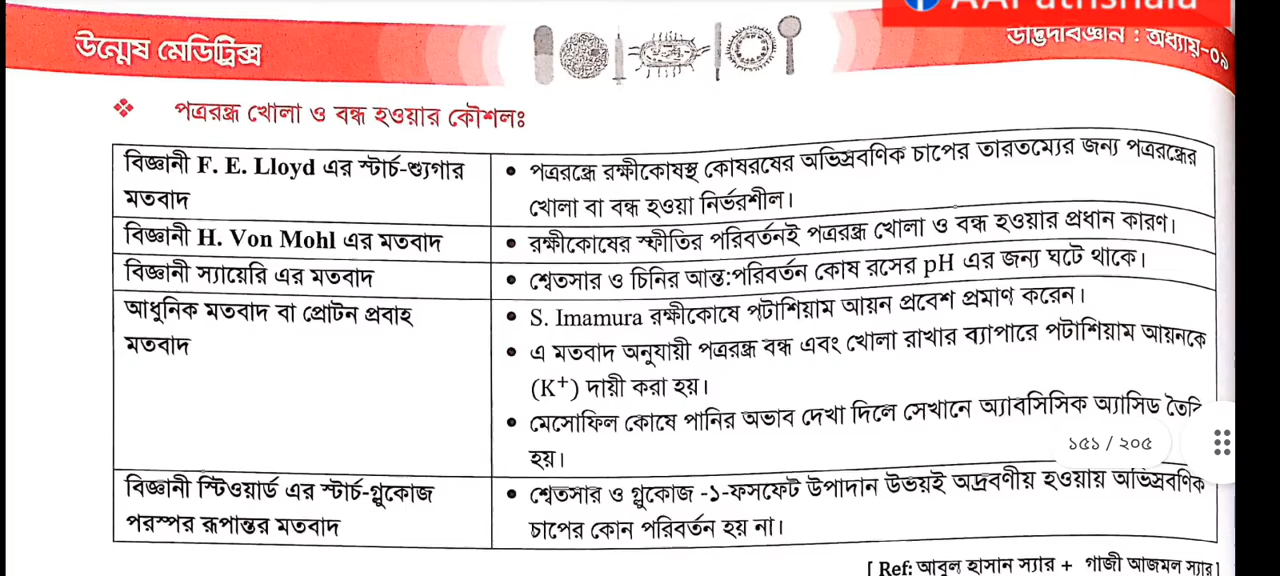 AAPathshala
উন্মেষ মেডিট্রিক্স
উদ্ভিদবিজ্ঞান : অধ্যায়-০৯
❖ পত্ররন্ধ্র খোলা ও বন্ধ হওয়ার কৌশলঃ
বিজ্ঞানী F. E. Lloyd এর স্টার্চ-শ্যুগার
মতবাদ
• পত্ররন্ধ্রে রক্ষীকোষস্থ কোষরষের অভিস্রবণিক চাপের তারতম্যের জন্য পত্ররন্ধ্রের
খোলা বা বন্ধ হওয়া নির্ভরশীল।
বিজ্ঞানী H. Von Mohl এর মতবাদ
• রক্ষীকোষের স্ফীতির পরিবর্তনই পত্ররন্ধ্র খোলা ও বন্ধ হওয়ার প্রধান কারণ।
বিজ্ঞানী স্যায়েরি এর মতবাদ
• শ্বেতসার ও চিনির আন্ত:পরিবর্তন কোষ রসের pH এর জন্য ঘটে থাকে।
আধুনিক মতবাদ বা প্রোটন প্রবাহ
মতবাদ
• S. Imamura রক্ষীকোষে পটাশিয়াম আয়ন প্রবেশ প্রমাণ করেন।
• এ মতবাদ অনুযায়ী পত্ররন্ধ্র বন্ধ এবং খোলা রাখার ব্যাপারে পটাশিয়াম আয়নকে
(K⁺) দায়ী করা হয়।
• মেসোফিল কোষে পানির অভাব দেখা দিলে সেখানে অ্যাবসিসিক অ্যাসিড তৈরি
হয়।
১৫১ / ২০৫
বিজ্ঞানী স্টিওয়ার্ড এর স্টার্চ-গ্লুকোজ
পরস্পর রূপান্তর মতবাদ
• শ্বেতসার ও গ্লুকোজ -১-ফসফেট উপাদান উভয়ই অদ্রবণীয় হওয়ায় অভিস্রবণিক
চাপের কোন পরিবর্তন হয় না।
[ Ref: আবুল হাসান স্যার + গাজী আজমল স্যার]